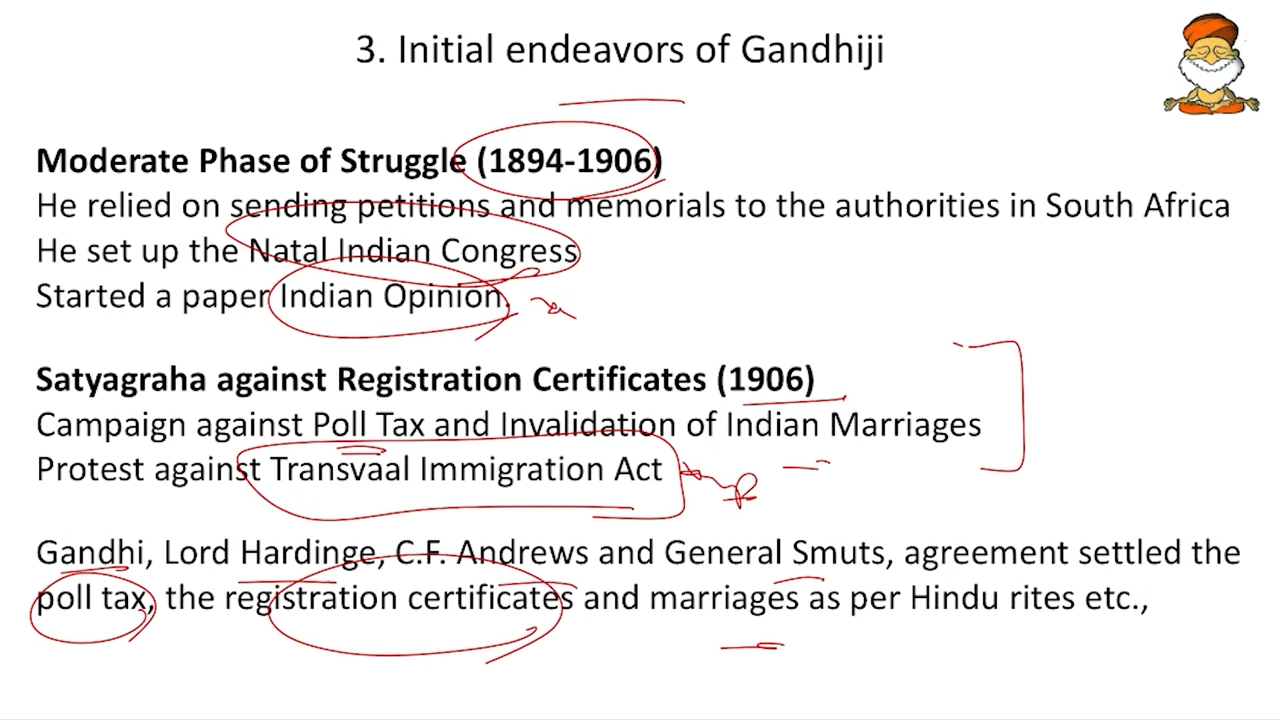 3. Initial endeavors of Gandhiji
Moderate Phase of Struggle (1894-1906)
He relied on sending petitions and memorials to the authorities in South Africa
He set up the Natal Indian Congress
Started a paper Indian Opinion.
Satyagraha against Registration Certificates (1906)
Campaign against Poll Tax and Invalidation of Indian Marriages
Protest against Transvaal Immigration Act
Gandhi, Lord Hardinge, C.F. Andrews and General Smuts, agreement settled the
poll tax, the registration certificates and marriages as per Hindu rites etc.,